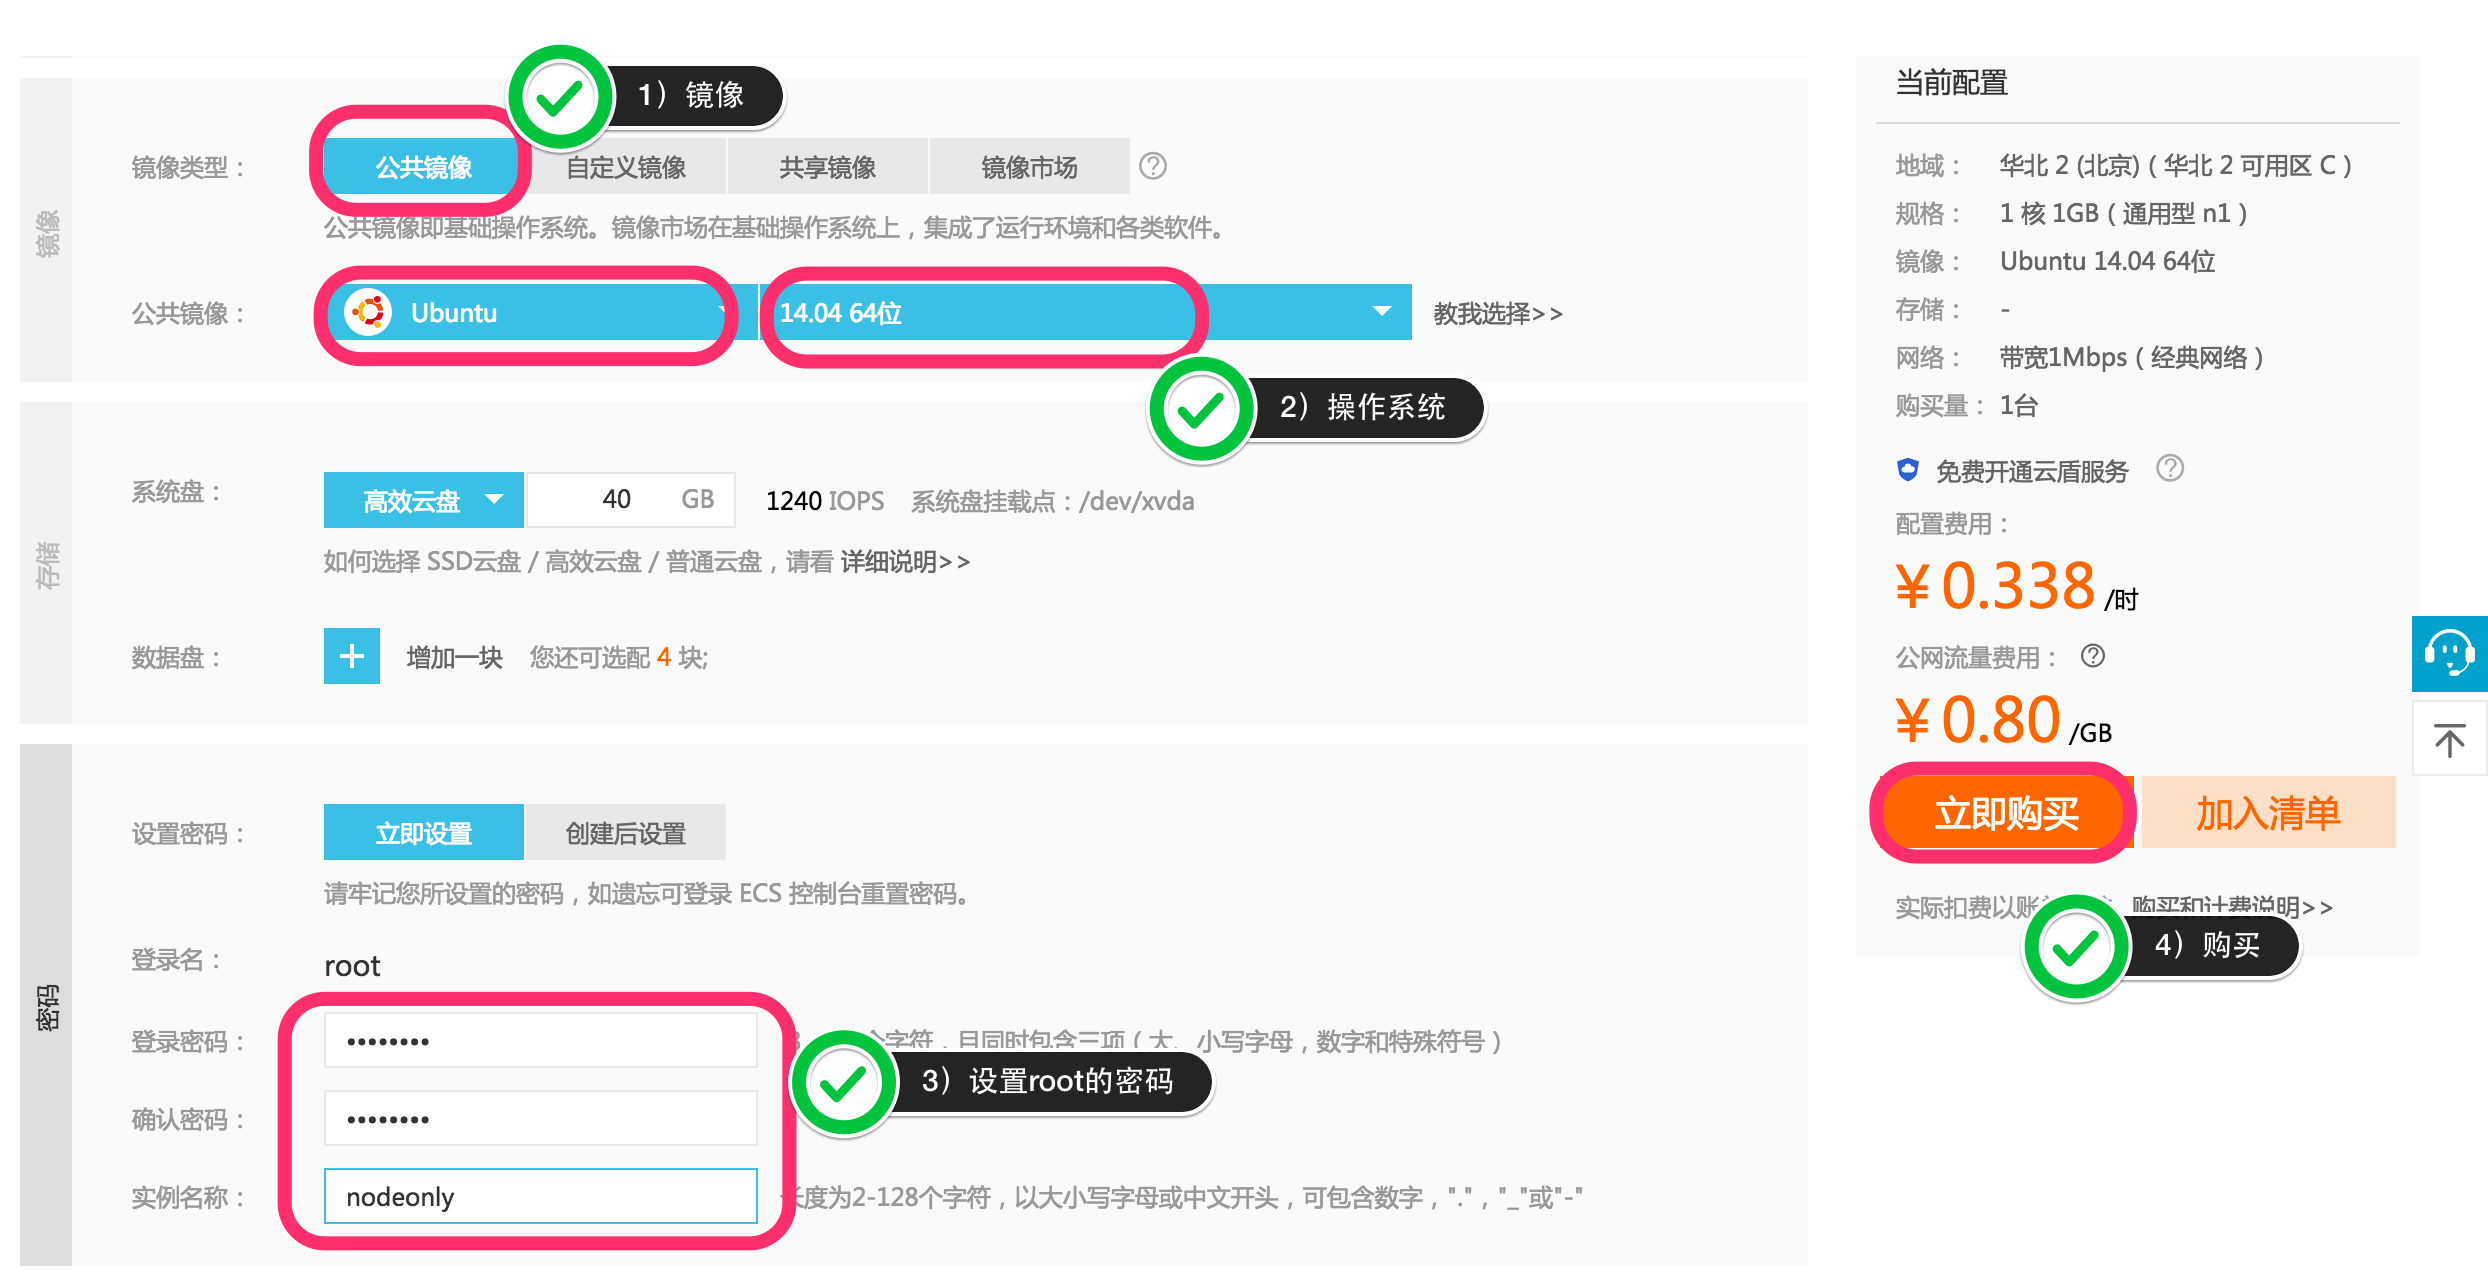 1）镜像
镜像
镜像类型：
公共镜像
自定义镜像
共享镜像
镜像市场
公共镜像即基础操作系统。镜像市场在基础操作系统上，集成了运行环境和各类软件。
公共镜像：
Ubuntu
14.04 64位
教我选择>>
2）操作系统
存储
系统盘：
高效云盘
40 GB
1240 IOPS 系统盘挂载点：/dev/xvda
如何选择 SSD云盘 / 高效云盘 / 普通云盘，请看 详细说明>>
数据盘：
增加一块 您还可选配 4 块;
密码
设置密码：
立即设置
创建后设置
请牢记您所设置的密码，如遗忘可登录 ECS 控制台重置密码。
登录名：
root
登录密码：
••••••••
字符，且同时包含三项（大、小写字母，数字和特殊符号）
3）设置root的密码
确认密码：
••••••••
实例名称：
nodeonly
长度为2-128个字符，以大小写字母或中文开头，可包含数字，"."，"_"或"-"
当前配置
地域： 华北 2 (北京)（华北 2 可用区 C）
规格： 1 核 1GB（通用型 n1）
镜像： Ubuntu 14.04 64位
存储： -
网络： 带宽1Mbps（经典网络）
购买量： 1台
免费开通云盾服务
配置费用：
¥0.338 /时
公网流量费用：
¥0.80 /GB
立即购买
加入清单
实际扣费以账 购买和计费说明>>
4）购买